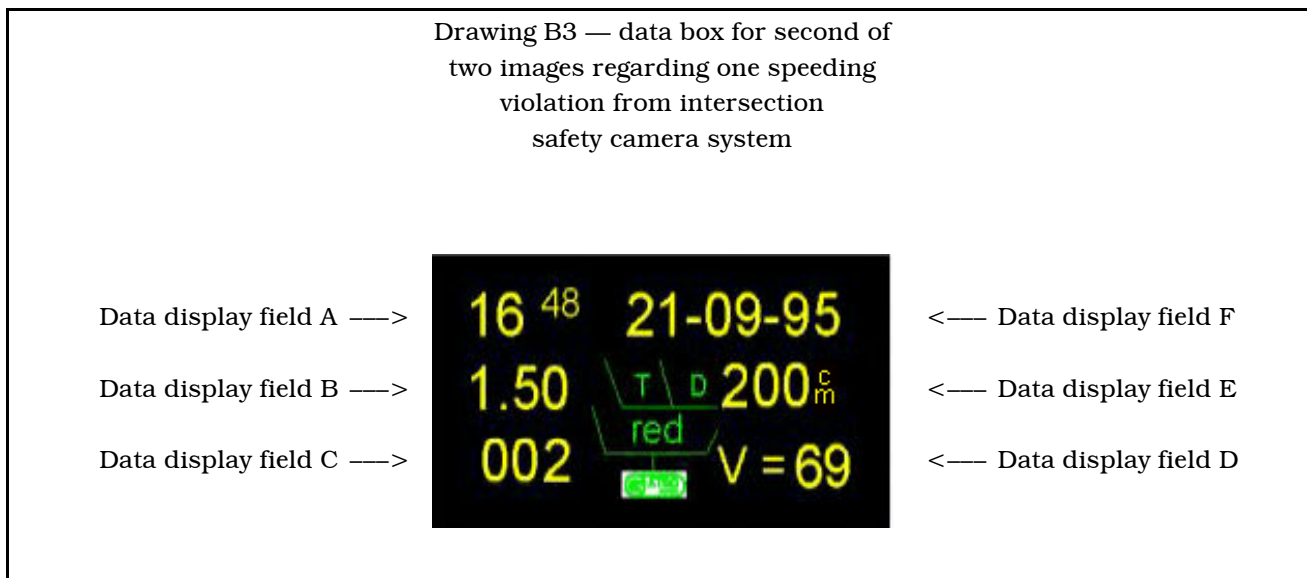 Drawing B3 — data box for second of
two images regarding one speeding
violation from intersection
safety camera system
Data display field A —–> 16 48 21-09-95 <—– Data display field F
Data display field B —–> 1.50 T D 200 cm <—– Data display field E
red
Data display field C —–> 002 V = 69 <—– Data display field D